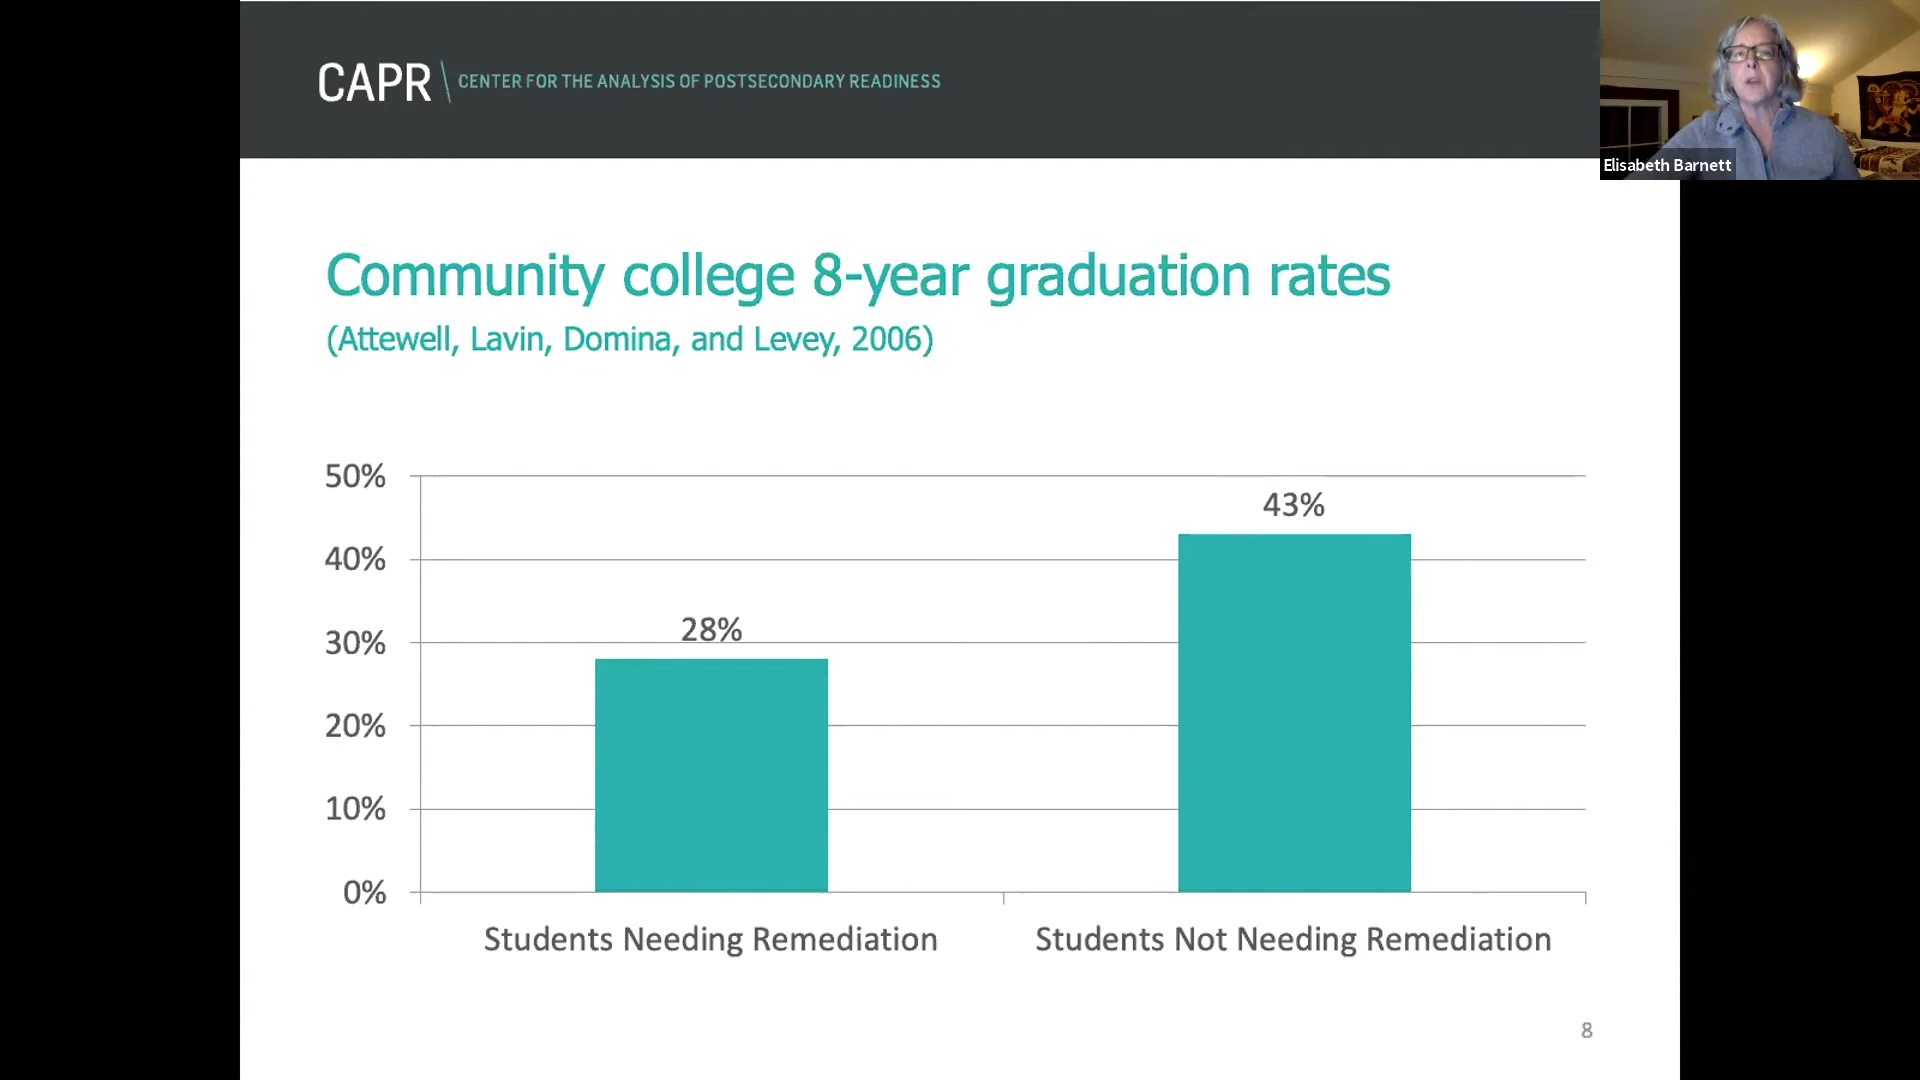 CAPR
CENTER FOR THE ANALYSIS OF POSTSECONDARY READINESS
Elisabeth Barnett
Community college 8-year graduation rates
(Attewell, Lavin, Domina, and Levey, 2006)
50%
40%
30%
20%
10%
0%
28%
43%
Students Needing Remediation
Students Not Needing Remediation
8